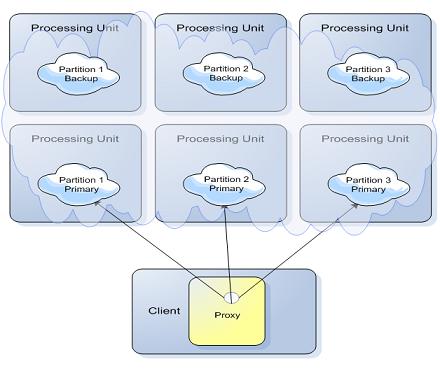 Processing Unit
Processing Unit
Processing Unit
Partition 1
Backup
Partition 2
Backup
Partition 3
Backup
Processing Unit
Processing Unit
Processing Unit
Partition 1
Primary
Partition 2
Primary
Partition 3
Primary
Client
Proxy